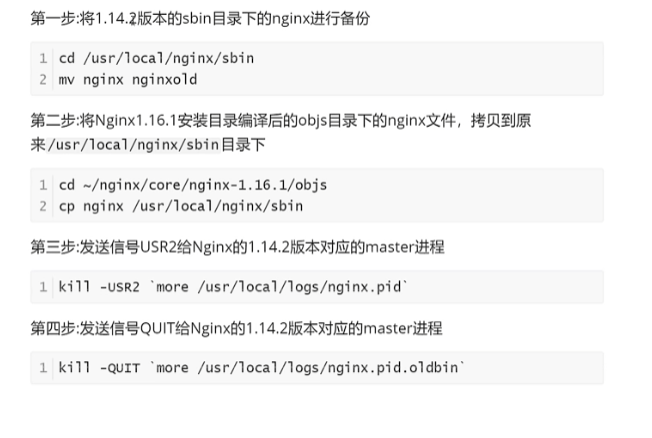 第一步:将1.14.2版本的sbin目录下的nginx进行备份
1 cd /usr/local/nginx/sbin
2 mv nginx nginxold
第二步:将Nginx1.16.1安装目录编译后的objs目录下的nginx文件，拷贝到原
来/usr/local/nginx/sbin目录下
1 cd ~/nginx/core/nginx-1.16.1/objs
2 cp nginx /usr/local/nginx/sbin
第三步:发送信号USR2给Nginx的1.14.2版本对应的master进程
1 kill -USR2 `more /usr/local/logs/nginx.pid`
第四步:发送信号QUIT给Nginx的1.14.2版本对应的master进程
1 kill -QUIT `more /usr/local/logs/nginx.pid.oldbin`